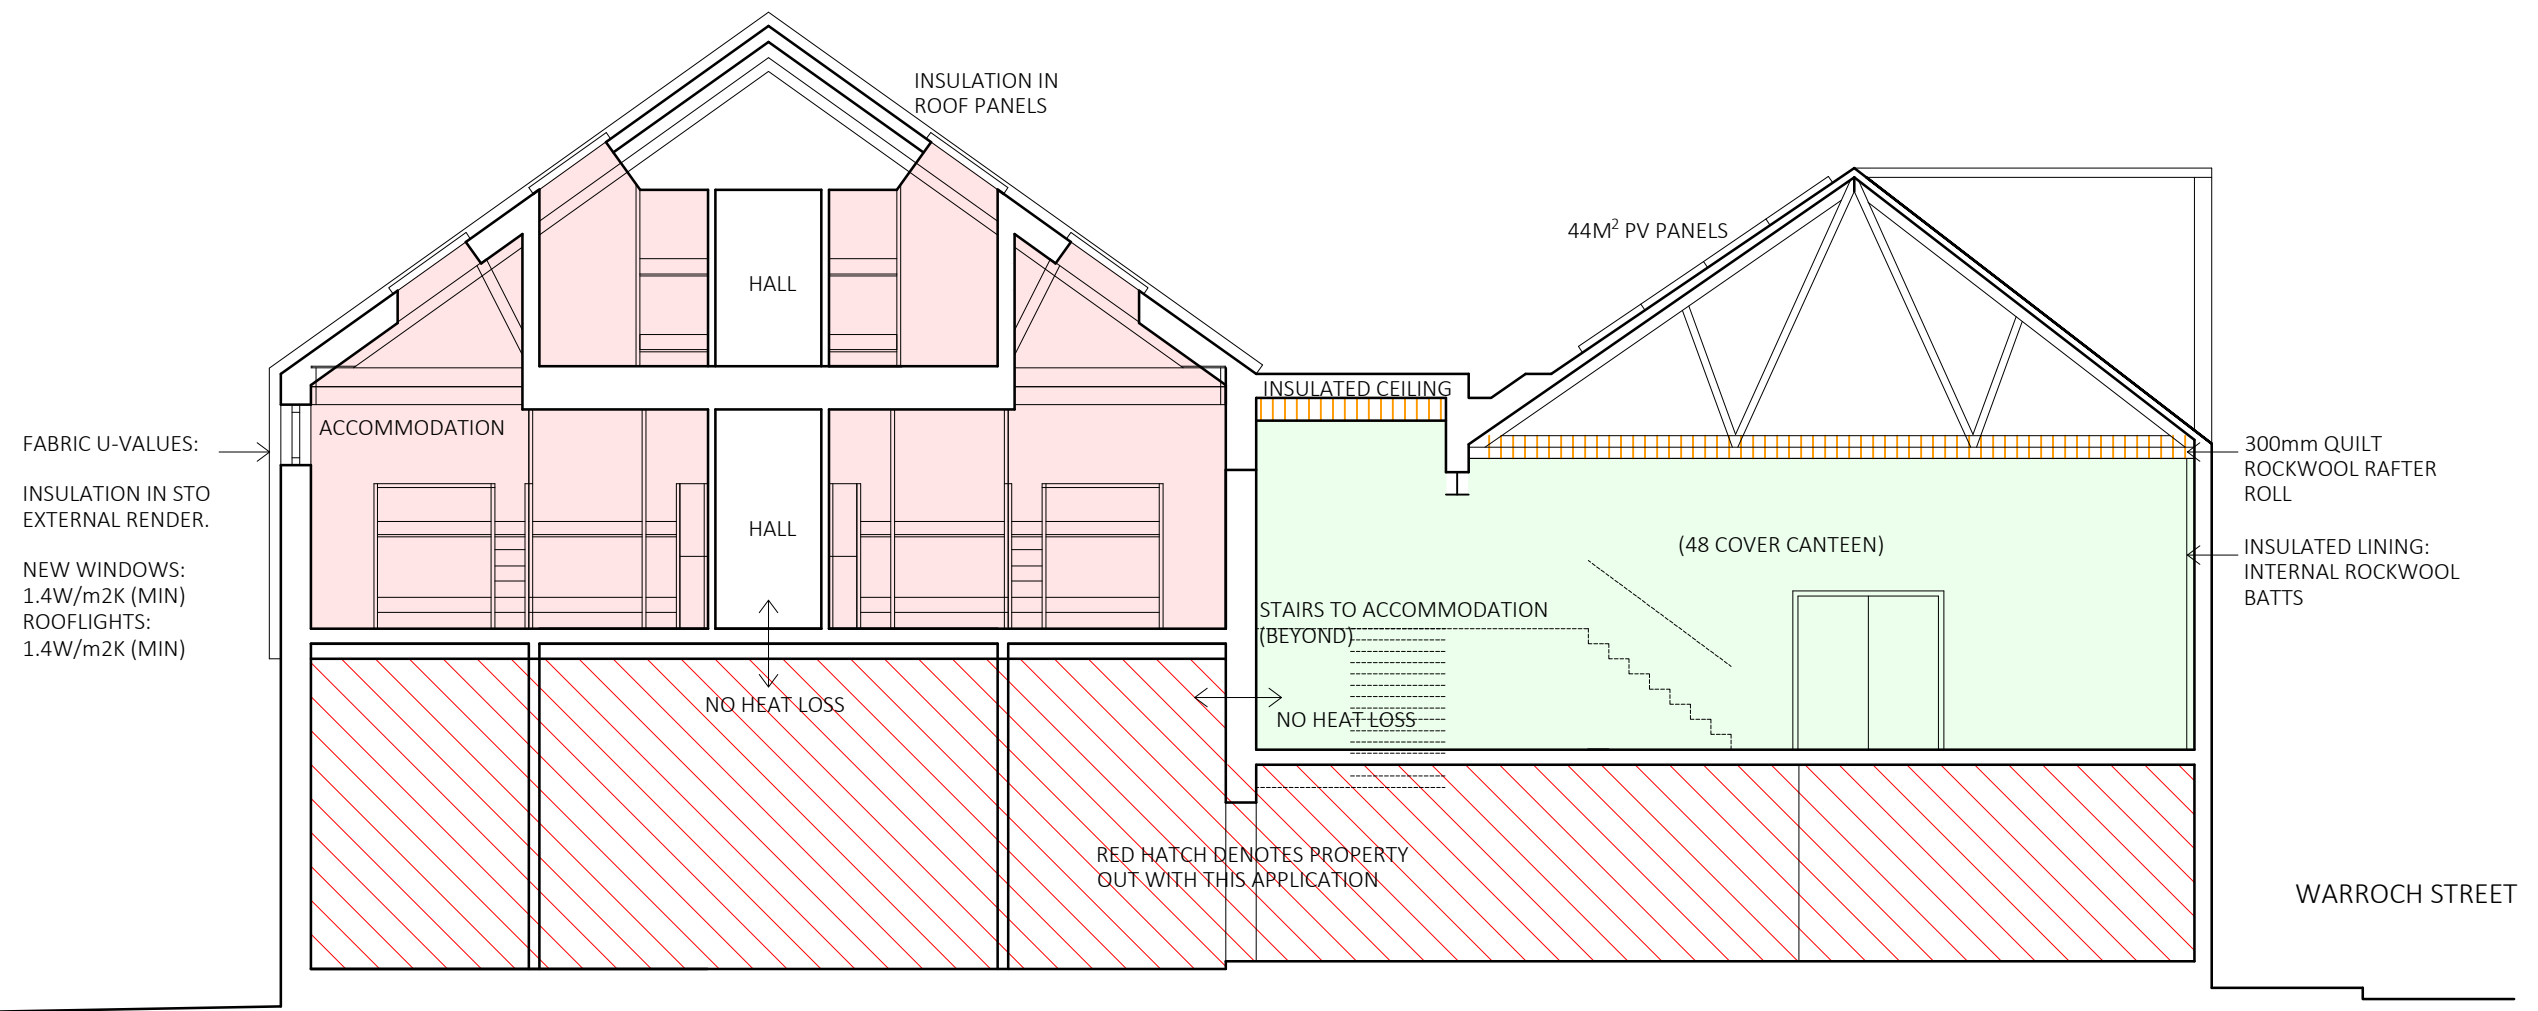 INSULATION IN
ROOF PANELS
44M² PV PANELS
HALL
INSULATED CEILING
ACCOMMODATION
FABRIC U-VALUES:
INSULATION IN STO
EXTERNAL RENDER.
NEW WINDOWS:
1.4W/m2K (MIN)
ROOFLIGHTS:
1.4W/m2K (MIN)
HALL
(48 COVER CANTEEN)
300mm QUILT
ROCKWOOL RAFTER
ROLL
INSULATED LINING:
INTERNAL ROCKWOOL
BATTS
STAIRS TO ACCOMMODATION
(BEYOND)
NO HEAT LOSS
NO HEAT LOSS
RED HATCH DENOTES PROPERTY
OUT WITH THIS APPLICATION
WARROCH STREET